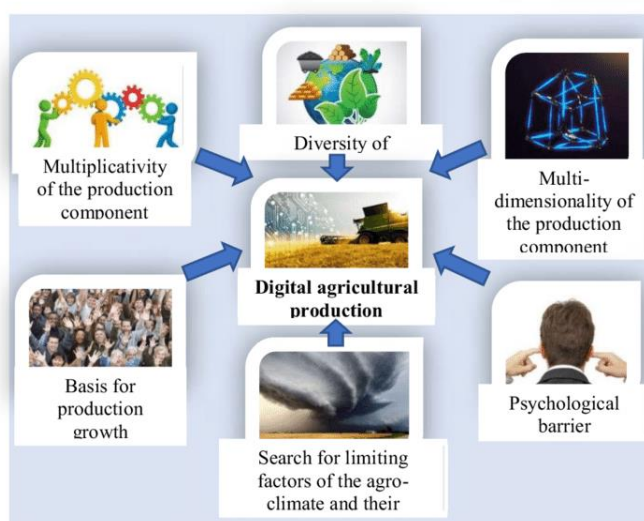 Multiplicativity
of the production
component
Diversity of
Multi-
dimensionality of
the production
component
Digital agricultural
production
Basis for
production
growth
Search for limiting
factors of the agro-
climate and their
Psychological
barrier